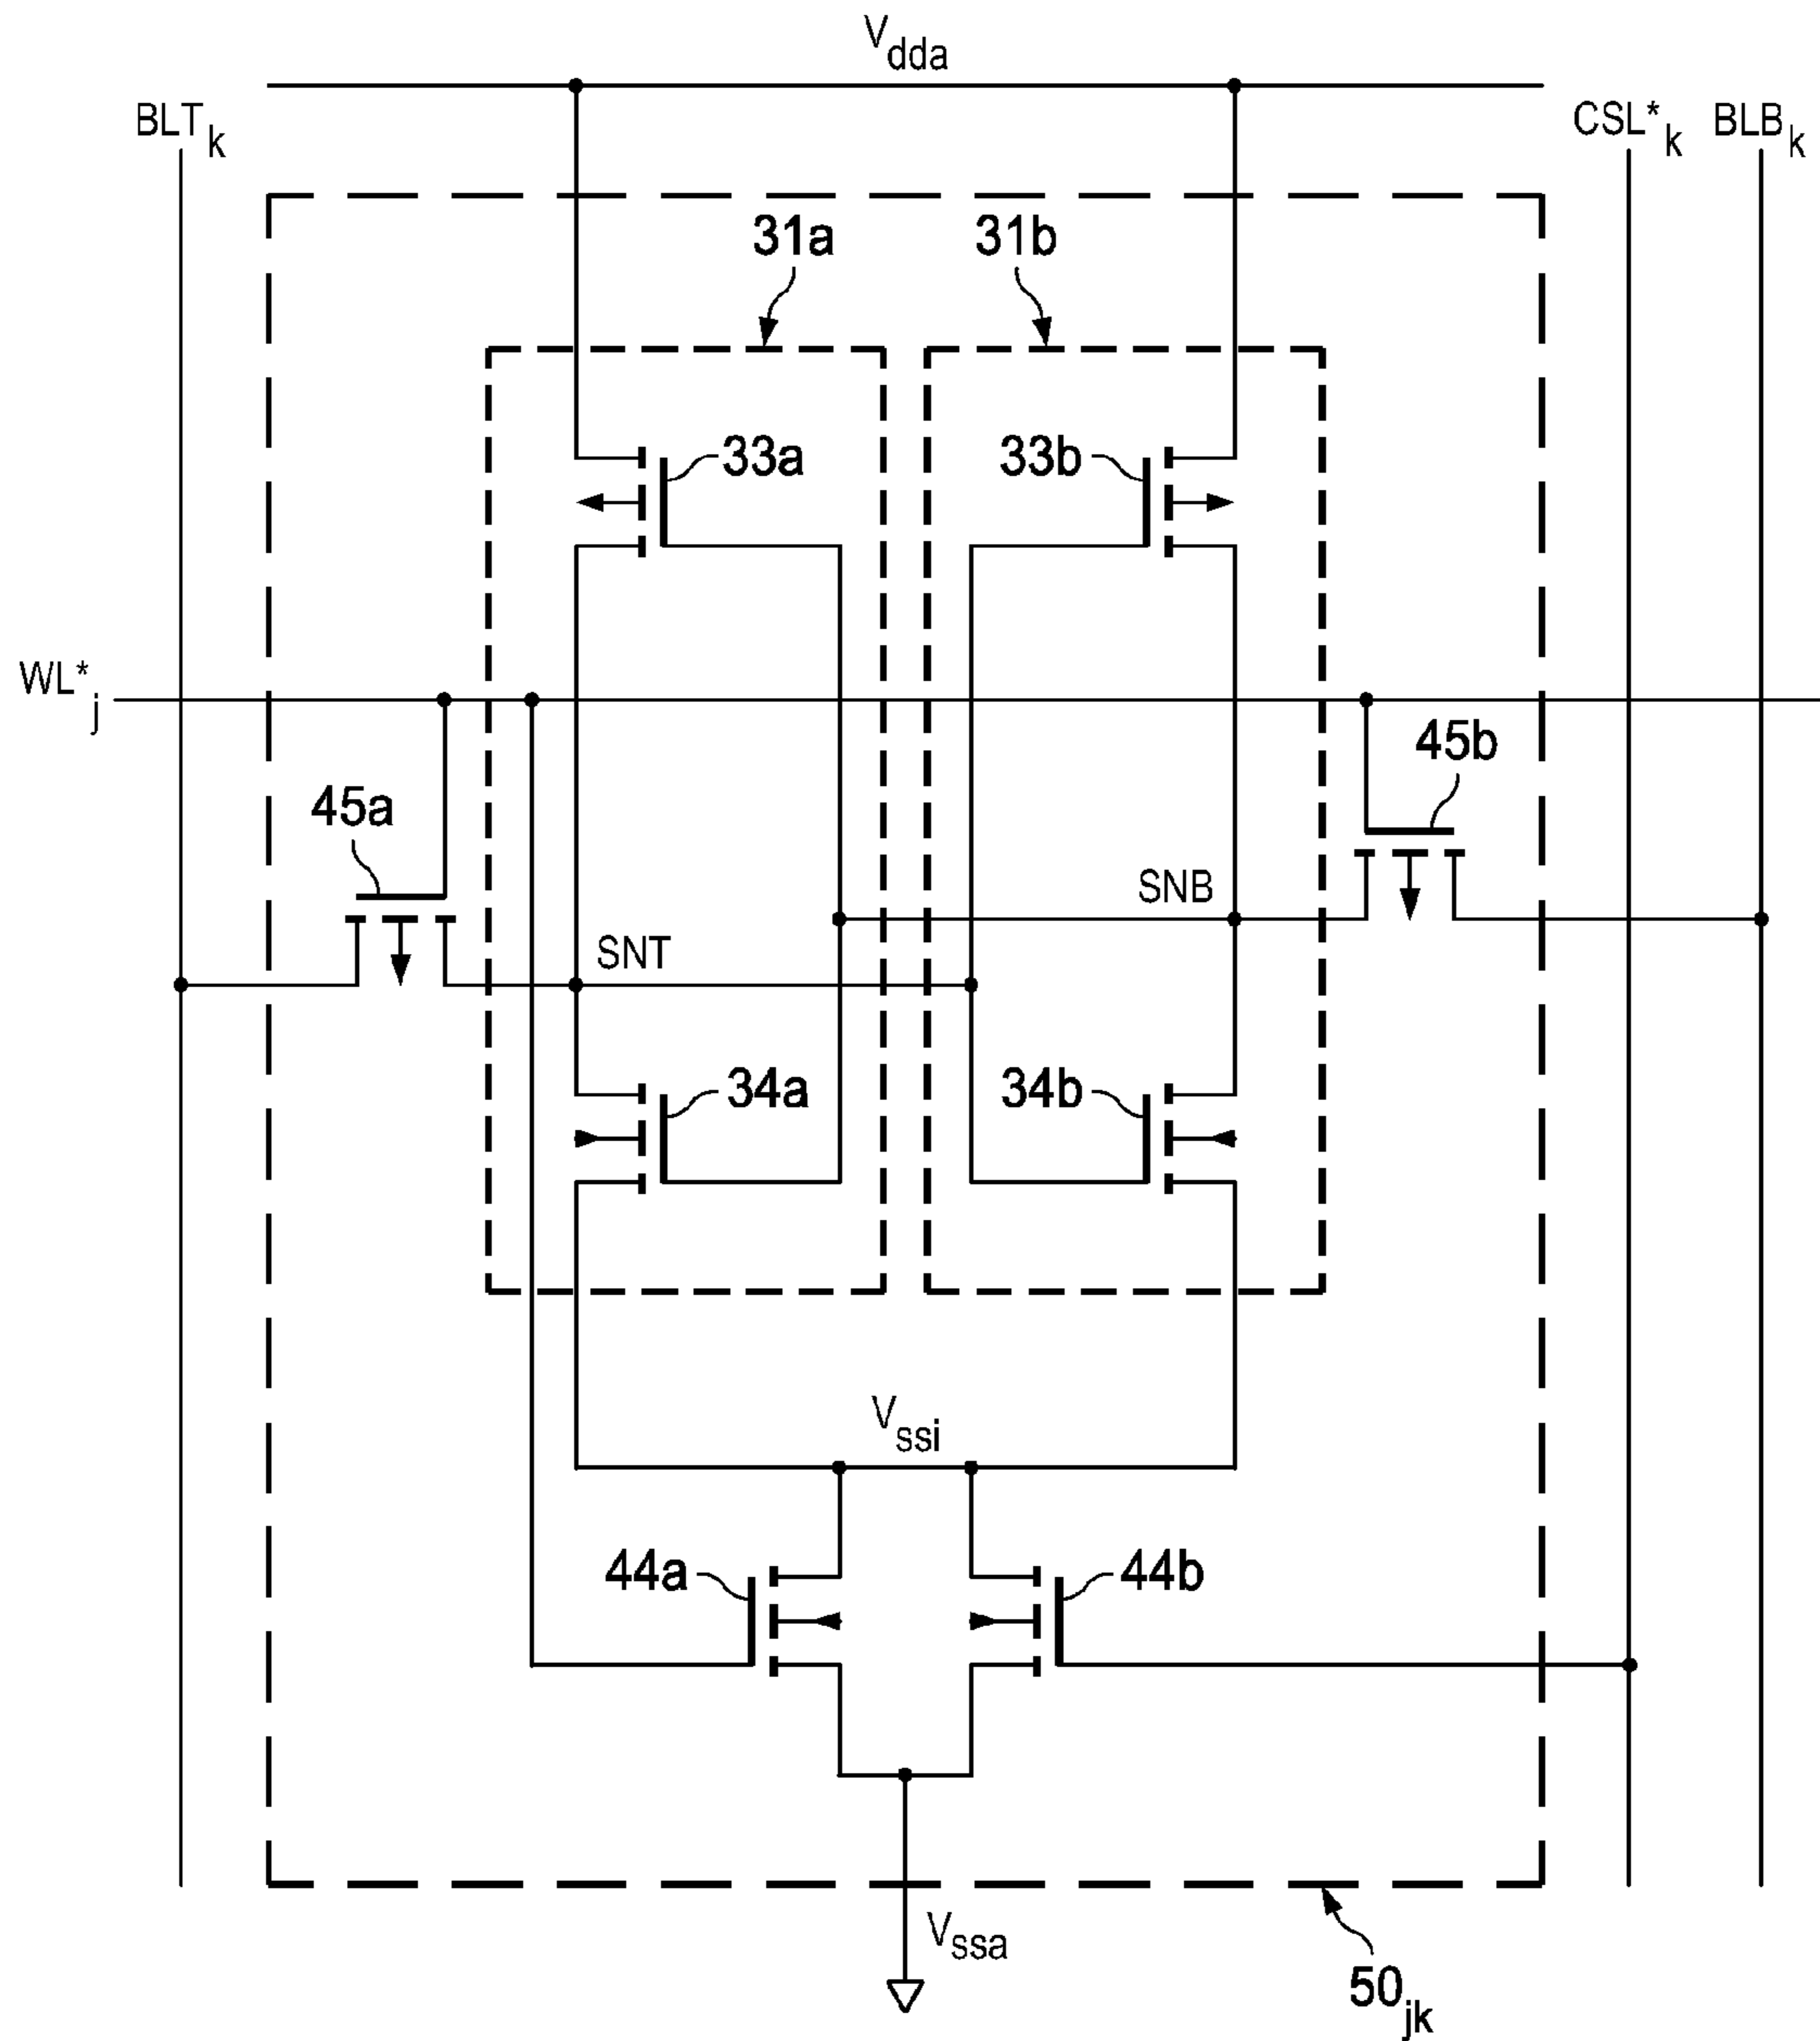 Vdda
BLTk
CSL*k
BLBk
31a
31b
33a
33b
WL*j
45b
45a
SNB
SNT
34a
34b
Vssi
44a
44b
Vssa
50jk